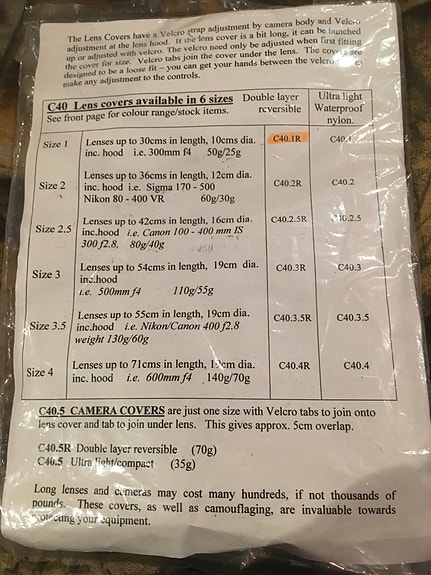 The Lens Covers have a Velcro strap adjustment by camera body and Velcro
adjustment at the lens hood. If the lens cover is a bit long, it can be bunched
up or adjusted with velcro. The velcro need only be adjusted when first fitting
the cover for size. Velcro tabs join the cover under the lens. The covers are
designed to be a loose fit – you can get your hands between the velcro to
make any adjustment to the controls.
C40 Lens covers available in 6 sizes Double layer Ultra light
See front page for colour range/stock items. reversible Waterproof
nylon.
Size 1 Lenses up to 30cms in length, 10cms dia. C40.1R C40.1
inc. hood i.e. 300mm f4 50g/25g
Size 2 Lenses up to 36cms in length, 12cm dia. C40.2R C40.2
inc. hood i.e. Sigma 170 - 500
Nikon 80 - 400 VR 60g/30g
Size 2.5 Lenses up to 42cms in length, 16cm dia. C40.2.5R C40.2.5
inc.hood i.e. Canon 100 - 400 mm IS
300 f2.8, 80g/40g
Size 3 Lenses up to 54cms in length, 19cm dia. C40.3R C40.3
inc.hood
i.e. 500mm f4 110g/55g
Size 3.5 Lenses up to 55cm in length, 19cm dia. C40.3.5R C40.3.5
inc.hood i.e. Nikon/Canon 400 f2.8
weight 130g/60g
Size 4 Lenses up to 71cms in length, dia. C40.4R C40.4
inc. hood i.e. 600mm f4 140g/70g
C40.5 CAMERA COVERS are just one size with Velcro tabs to join onto
lens cover and tab to join under lens. This gives approx. 5cm overlap.
C40.5R Double layer reversible (70g)
C40.5 Ultra light/compact (35g)
Long lenses and cameras may cost many hundreds, if not thousands of
pounds. These covers, as well as camouflaging, are invaluable towards
protecting your equipment.